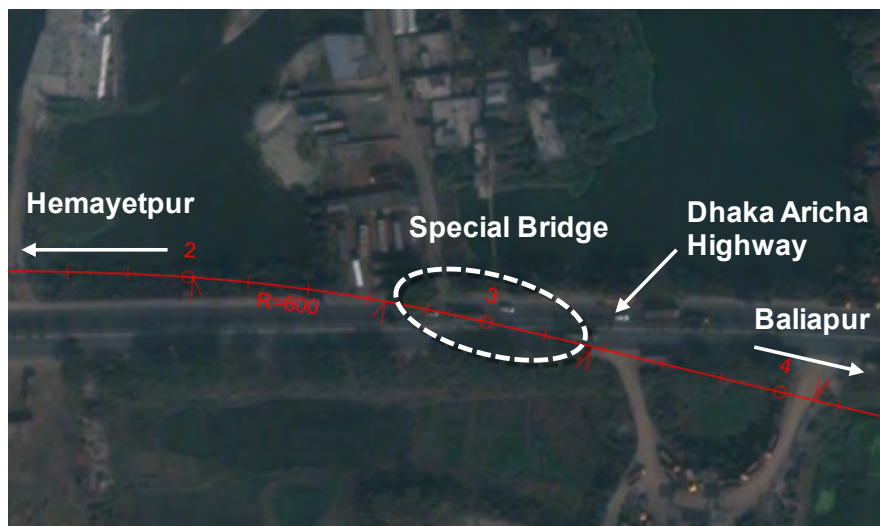 Hemayetpur
2
R=600
Special Bridge
3
Dhaka Aricha
Highway
Baliapur
4